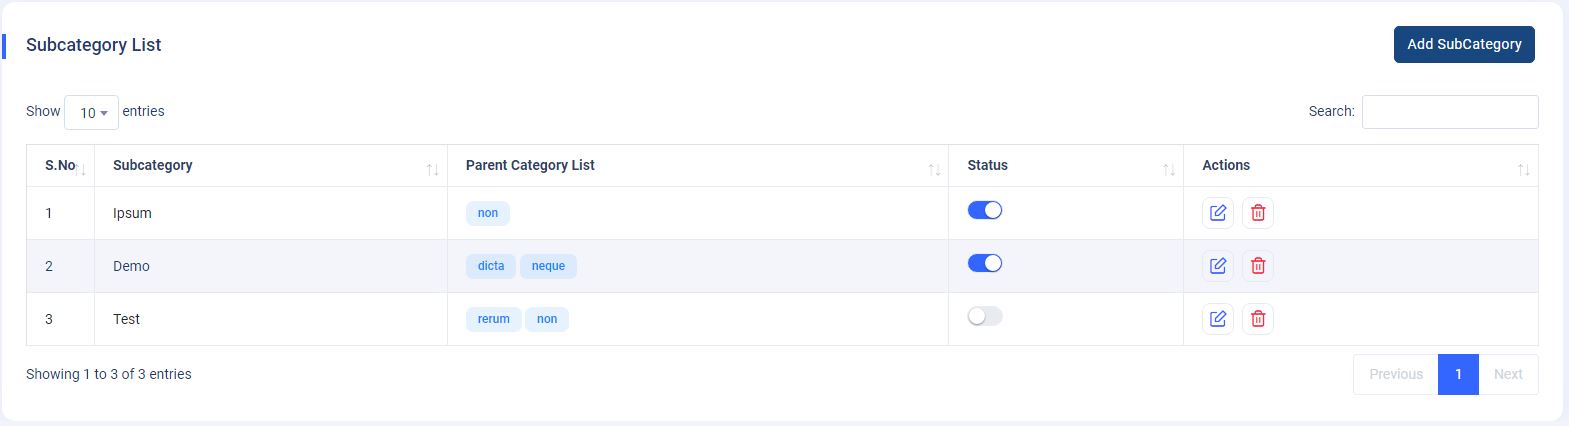 Subcategory List
Add SubCategory
Show 10 entries
Search:
S.No Subcategory Parent Category List Status Actions
1 Ipsum non
2 Demo dicta neque
3 Test rerum non
Showing 1 to 3 of 3 entries
Previous 1 Next